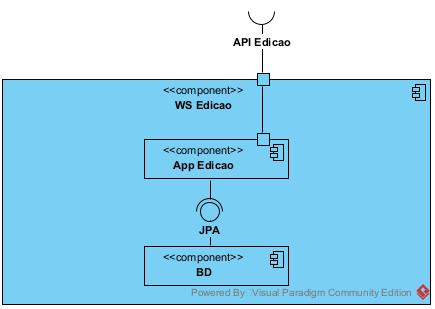 API Edicao
<<component>>
WS Edicao
<<component>>
App Edicao
JPA
<<component>>
BD
Powered By Visual Paradigm Community Edition